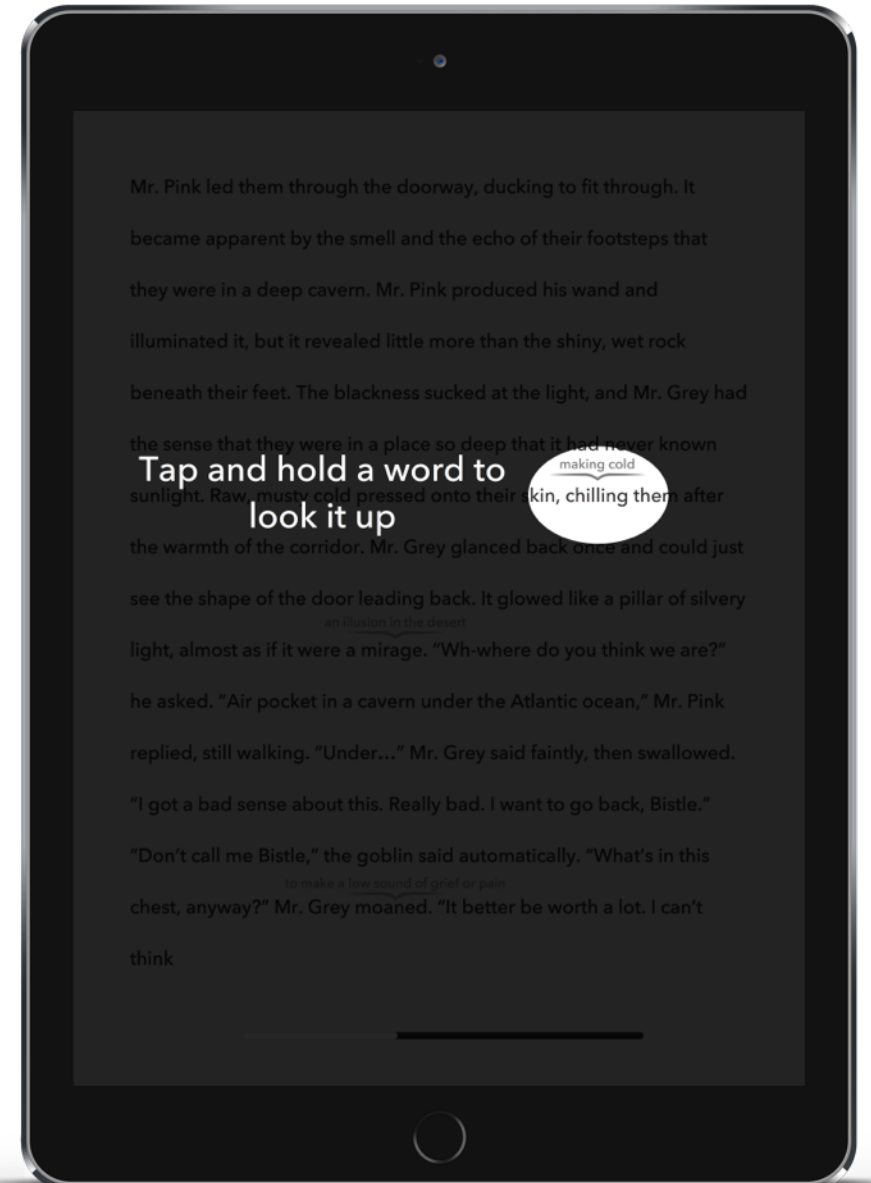 Mr. Pink led them through the doorway, ducking to fit through. It
became apparent by the smell and the echo of their footsteps that
they were in a deep cavern. Mr. Pink produced his wand and
illuminated it, but it revealed little more than the shiny, wet rock
beneath their feet. The blackness sucked at the light, and Mr. Grey had
the sense that they were in a place so deep that it had never known
Tap and hold a word to
look it up
making cold
sunlight. Raw, musty cold pressed onto their skin, chilling them after
the warmth of the corridor. Mr. Grey glanced back once and could just
see the shape of the door leading back. It glowed like a pillar of silvery
an illusion in the desert
light, almost as if it were a mirage. “Wh-where do you think we are?”
he asked. “Air pocket in a cavern under the Atlantic ocean,” Mr. Pink
replied, still walking. “Under...” Mr. Grey said faintly, then swallowed.
“I got a bad sense about this. Really bad. I want to go back, Bistle.”
“Don’t call me Bistle,” the goblin said automatically. “What’s in this
to make a low sound of grief or pain
chest, anyway?” Mr. Grey moaned. “It better be worth a lot. I can’t
think